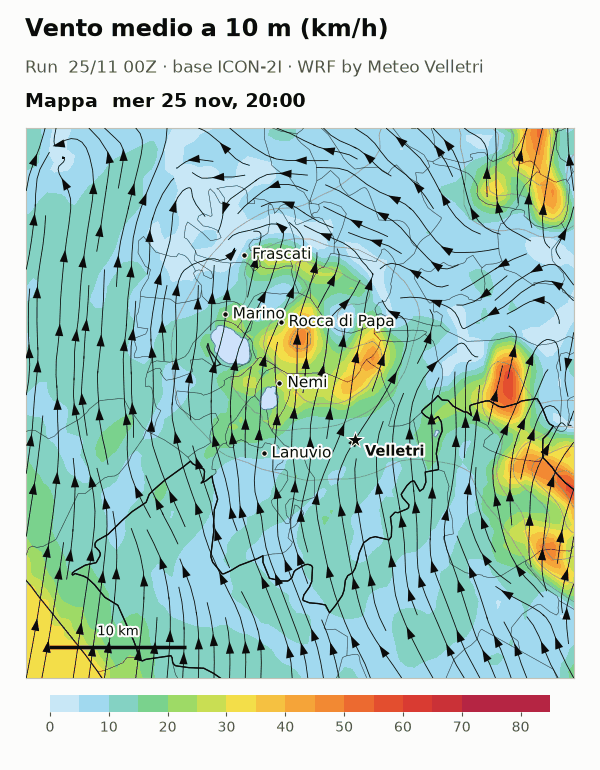 Vento medio a 10 m (km/h)
Run  25/11 00Z · base ICON-2I · WRF by Meteo Velletri
Mappa  mer 25 nov, 20:00
Frascati
Marino
Rocca di Papa
Nemi
Velletri
Lanuvio
10 km
0 10 20 30 40 50 60 70 80